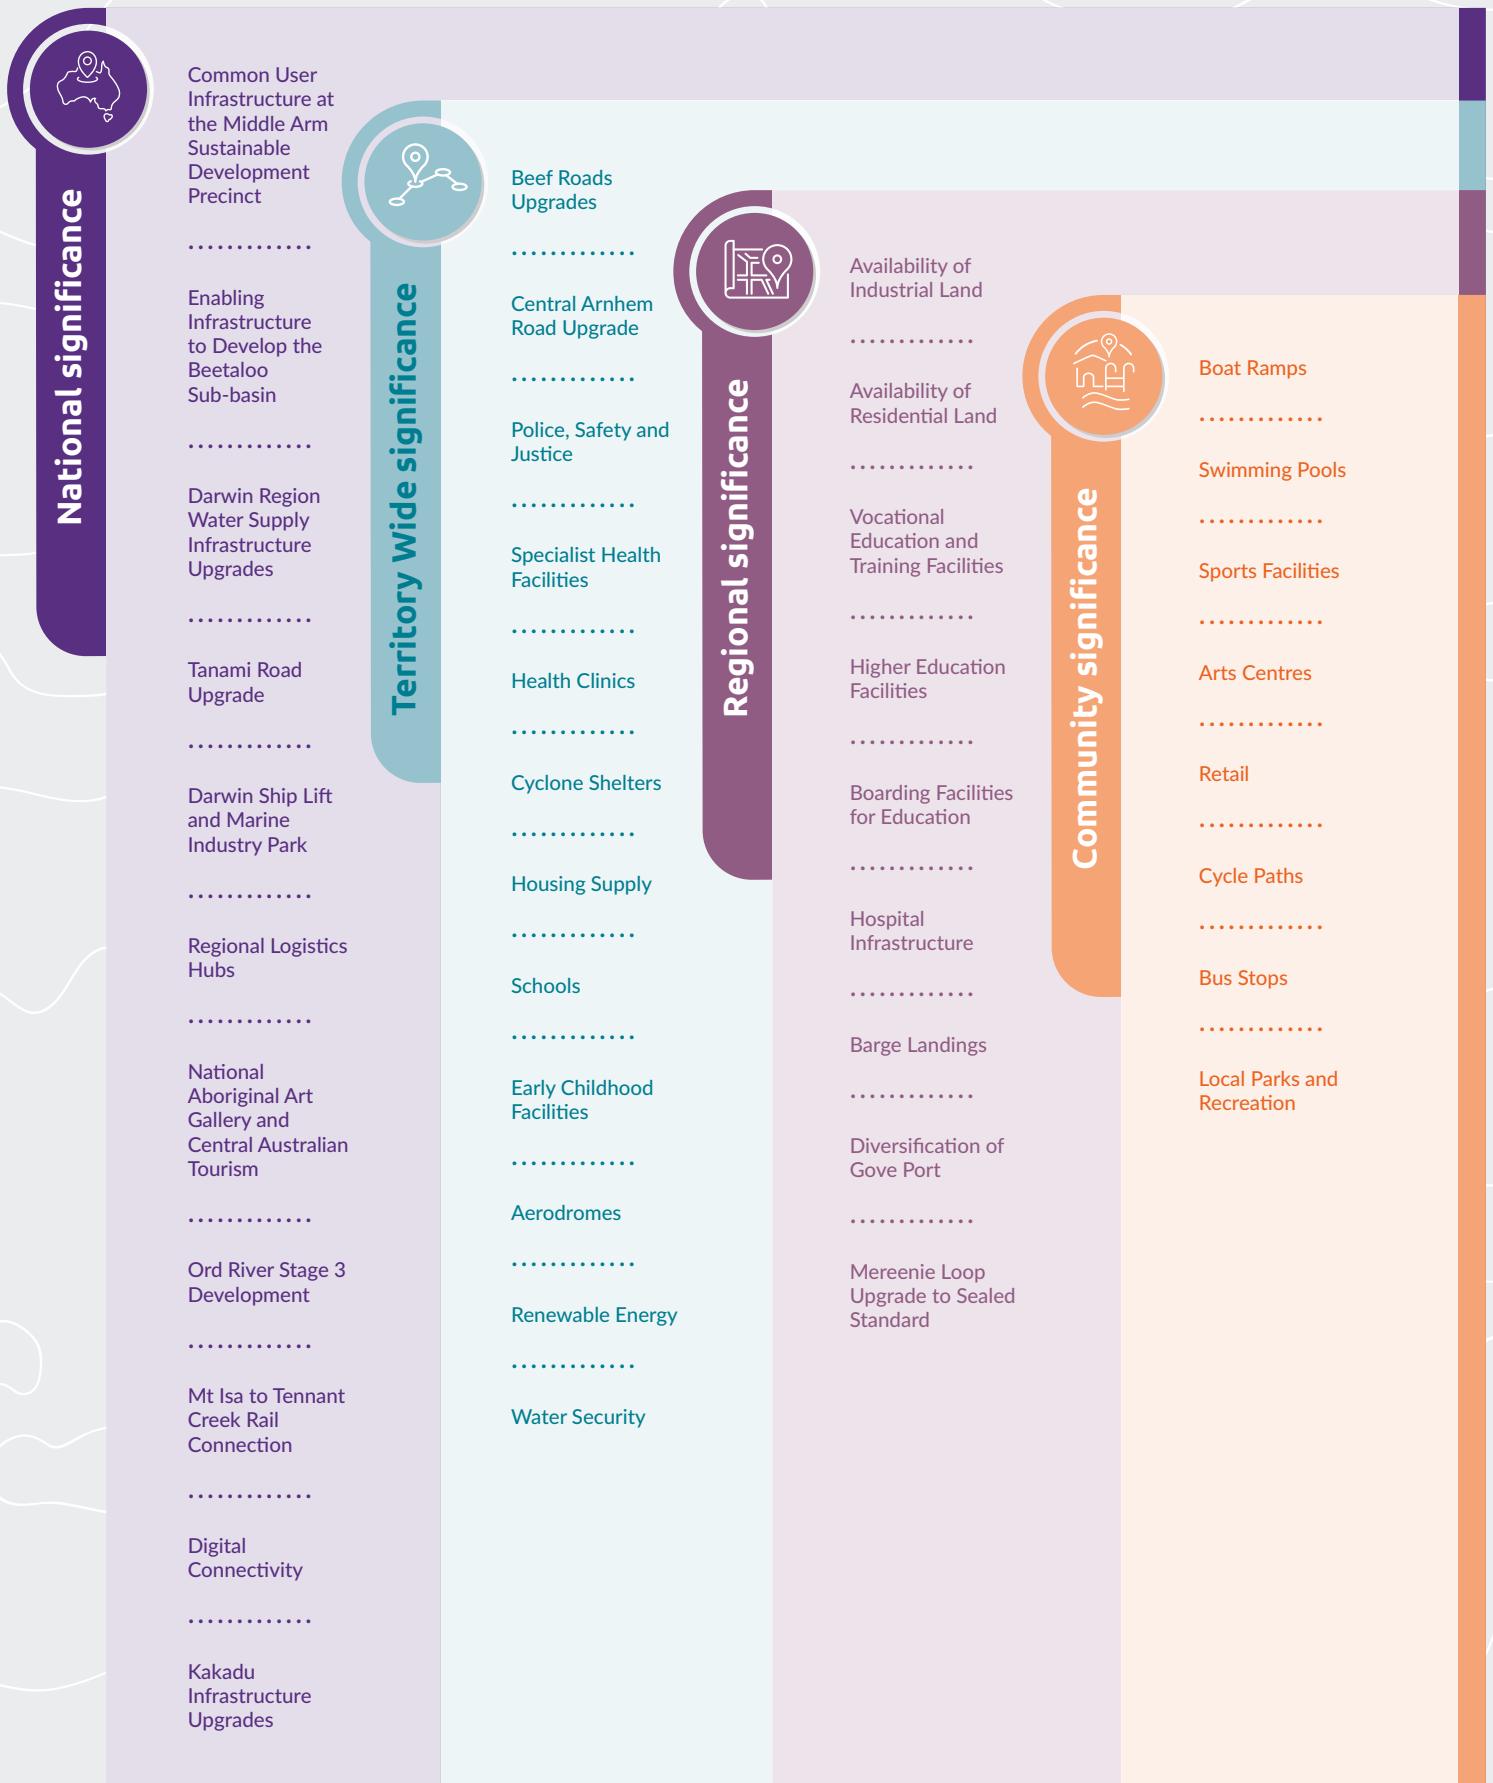 National significance
Common User
Infrastructure at
the Middle Arm
Sustainable
Development
Precinct
Enabling
Infrastructure
to Develop the
Beetaloo
Sub-basin
Darwin Region
Water Supply
Infrastructure
Upgrades
Tanami Road
Upgrade
Darwin Ship Lift
and Marine
Industry Park
Regional Logistics
Hubs
National
Aboriginal Art
Gallery and
Central Australian
Tourism
Ord River Stage 3
Development
Mt Isa to Tennant
Creek Rail
Connection
Digital
Connectivity
Kakadu
Infrastructure
Upgrades
Territory Wide significance
Beef Roads
Upgrades
Central Arnhem
Road Upgrade
Police, Safety and
Justice
Specialist Health
Facilities
Health Clinics
Cyclone Shelters
Housing Supply
Schools
Early Childhood
Facilities
Aerodromes
Renewable Energy
Water Security
Regional significance
Availability of
Industrial Land
Availability of
Residential Land
Vocational
Education and
Training Facilities
Higher Education
Facilities
Boarding Facilities
for Education
Hospital
Infrastructure
Barge Landings
Diversification of
Gove Port
Mereenie Loop
Upgrade to Sealed
Standard
Community significance
Boat Ramps
Swimming Pools
Sports Facilities
Arts Centres
Retail
Cycle Paths
Bus Stops
Local Parks and
Recreation